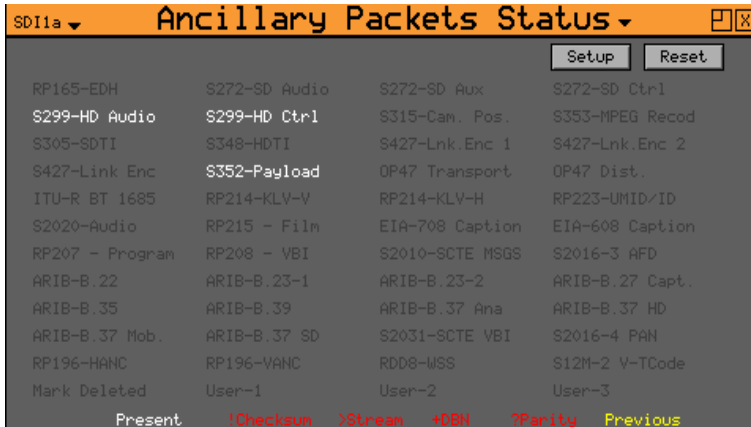 SDI1a Ancillary Packets Status
Setup Reset
RP165-EDH S272-SD Audio S272-SD Aux S272-SD Ctrl
S299-HD Audio S299-HD Ctrl S315-Cam. Pos. S353-MPEG Recod
S305-SDTI S348-HDTI S427-Lnk.Enc 1 S427-Lnk.Enc 2
S427-Link Enc S352-Payload OP47 Transport OP47 Dist.
ITU-R BT 1685 RP214-KLV-V RP214-KLV-H RP223-UMID/ID
S2020-Audio RP215 - Film EIA-708 Caption EIA-608 Caption
RP207 - Program RP208 - VBI S2010-SCTE MSGS S2016-3 AFD
ARIB-B.22 ARIB-B.23-1 ARIB-B.23-2 ARIB-B.27 Capt.
ARIB-B.35 ARIB-B.39 ARIB-B.37 Ana ARIB-B.37 HD
ARIB-B.37 Mob. ARIB-B.37 SD S2031-SCTE VBI S2016-4 PAN
RP196-HANC RP196-VANC RDD8-WSS S12M-2 V-TCode
Mark Deleted User-1 User-2 User-3
Present !Checksum >Stream +DBN ?Parity Previous